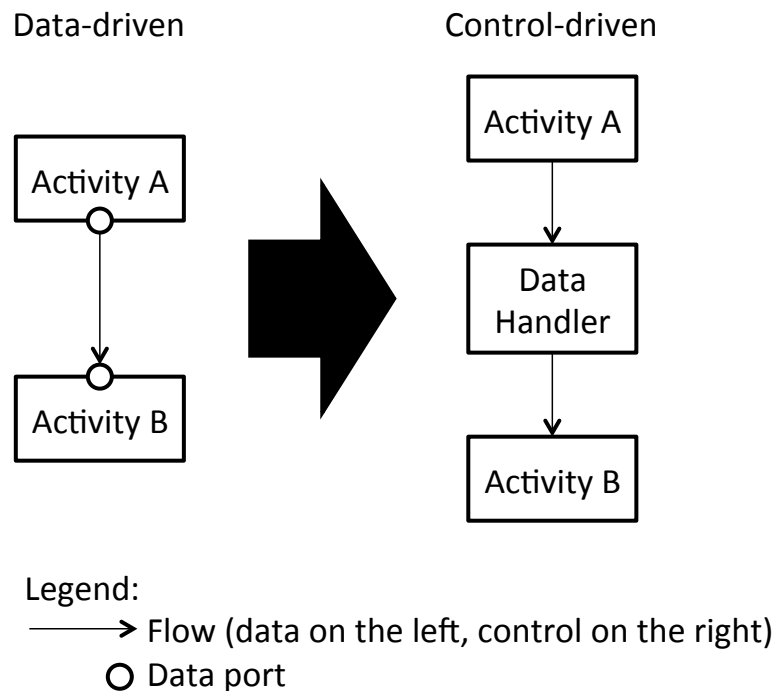 Data-driven
Control-driven
Activity A
Activity B
Activity A
Data
Handler
Activity B
Legend:
Flow (data on the left, control on the right)
Data port